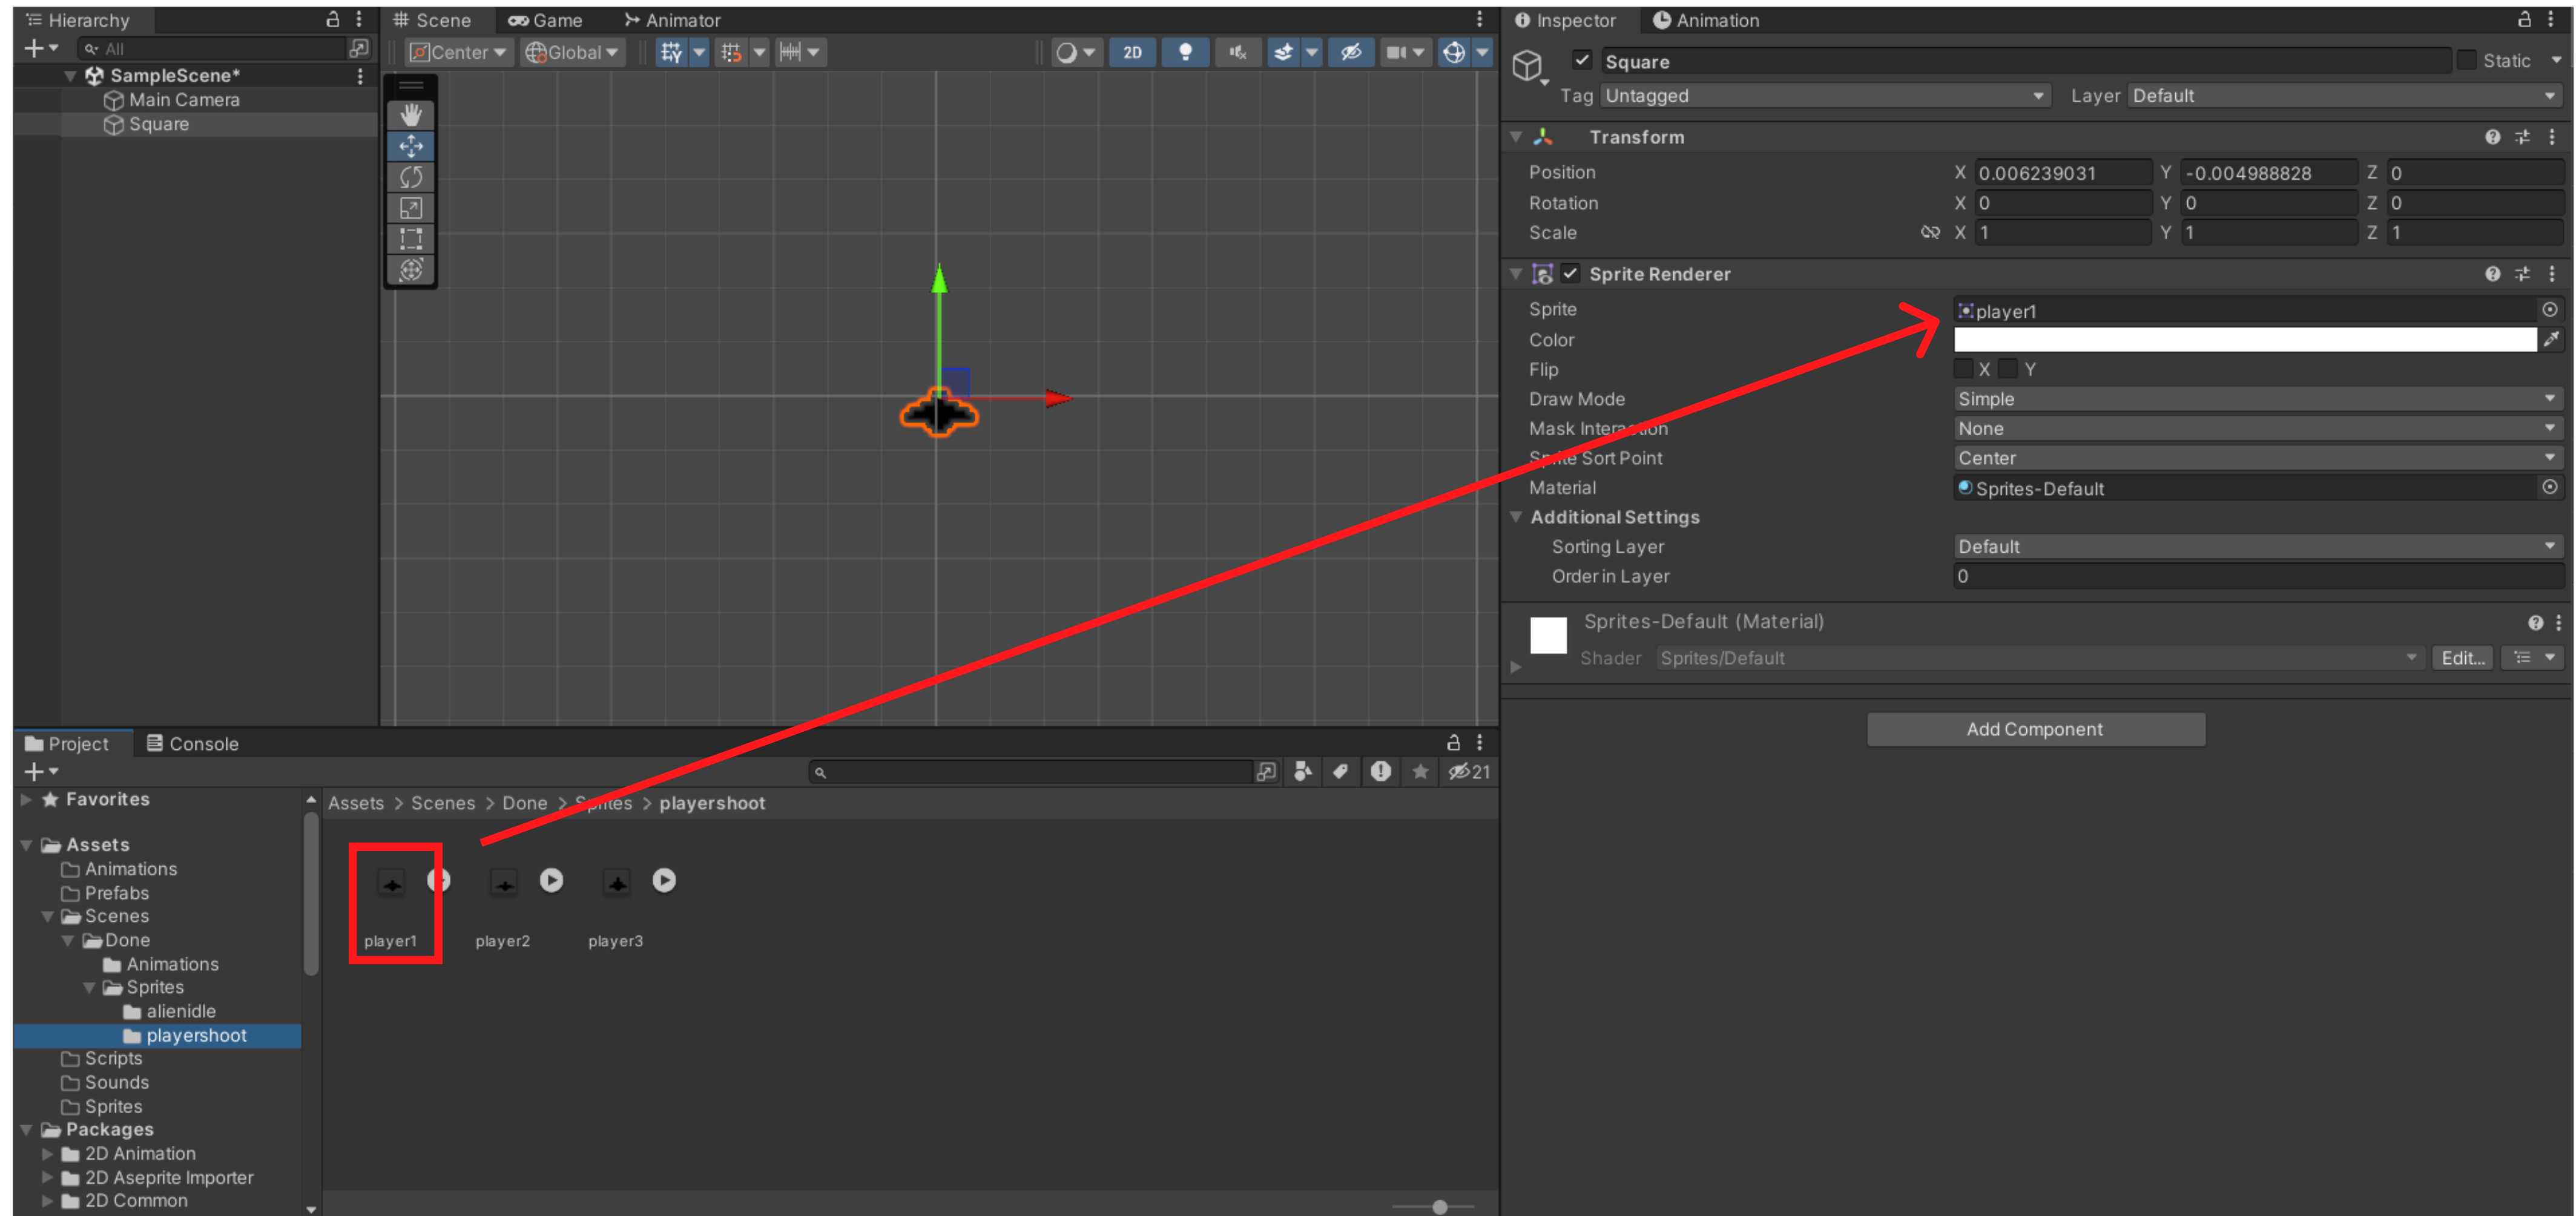 Hierarchy
All
SampleScene*
Main Camera
Square
Scene Game Animator
Center Global 2D
Inspector Animation
Square Static
Tag Untagged Layer Default
Transform
Position X 0.006239031 Y -0.004988828 Z 0
Rotation X 0 Y 0 Z 0
Scale X 1 Y 1 Z 1
Sprite Renderer
Sprite player1
Color
Flip X Y
Draw Mode Simple
Mask Interaction None
Sprite Sort Point Center
Material Sprites-Default
Additional Settings
Sorting Layer Default
Order in Layer 0
Sprites-Default (Material)
Shader Sprites/Default Edit...
Add Component
Project Console
21
Favorites
Assets
Animations
Prefabs
Scenes
Done
Animations
Sprites
alienidle
playershoot
Scripts
Sounds
Sprites
Packages
2D Animation
2D Aseprite Importer
2D Common
Assets > Scenes > Done > Sprites > playershoot
player1 player2 player3